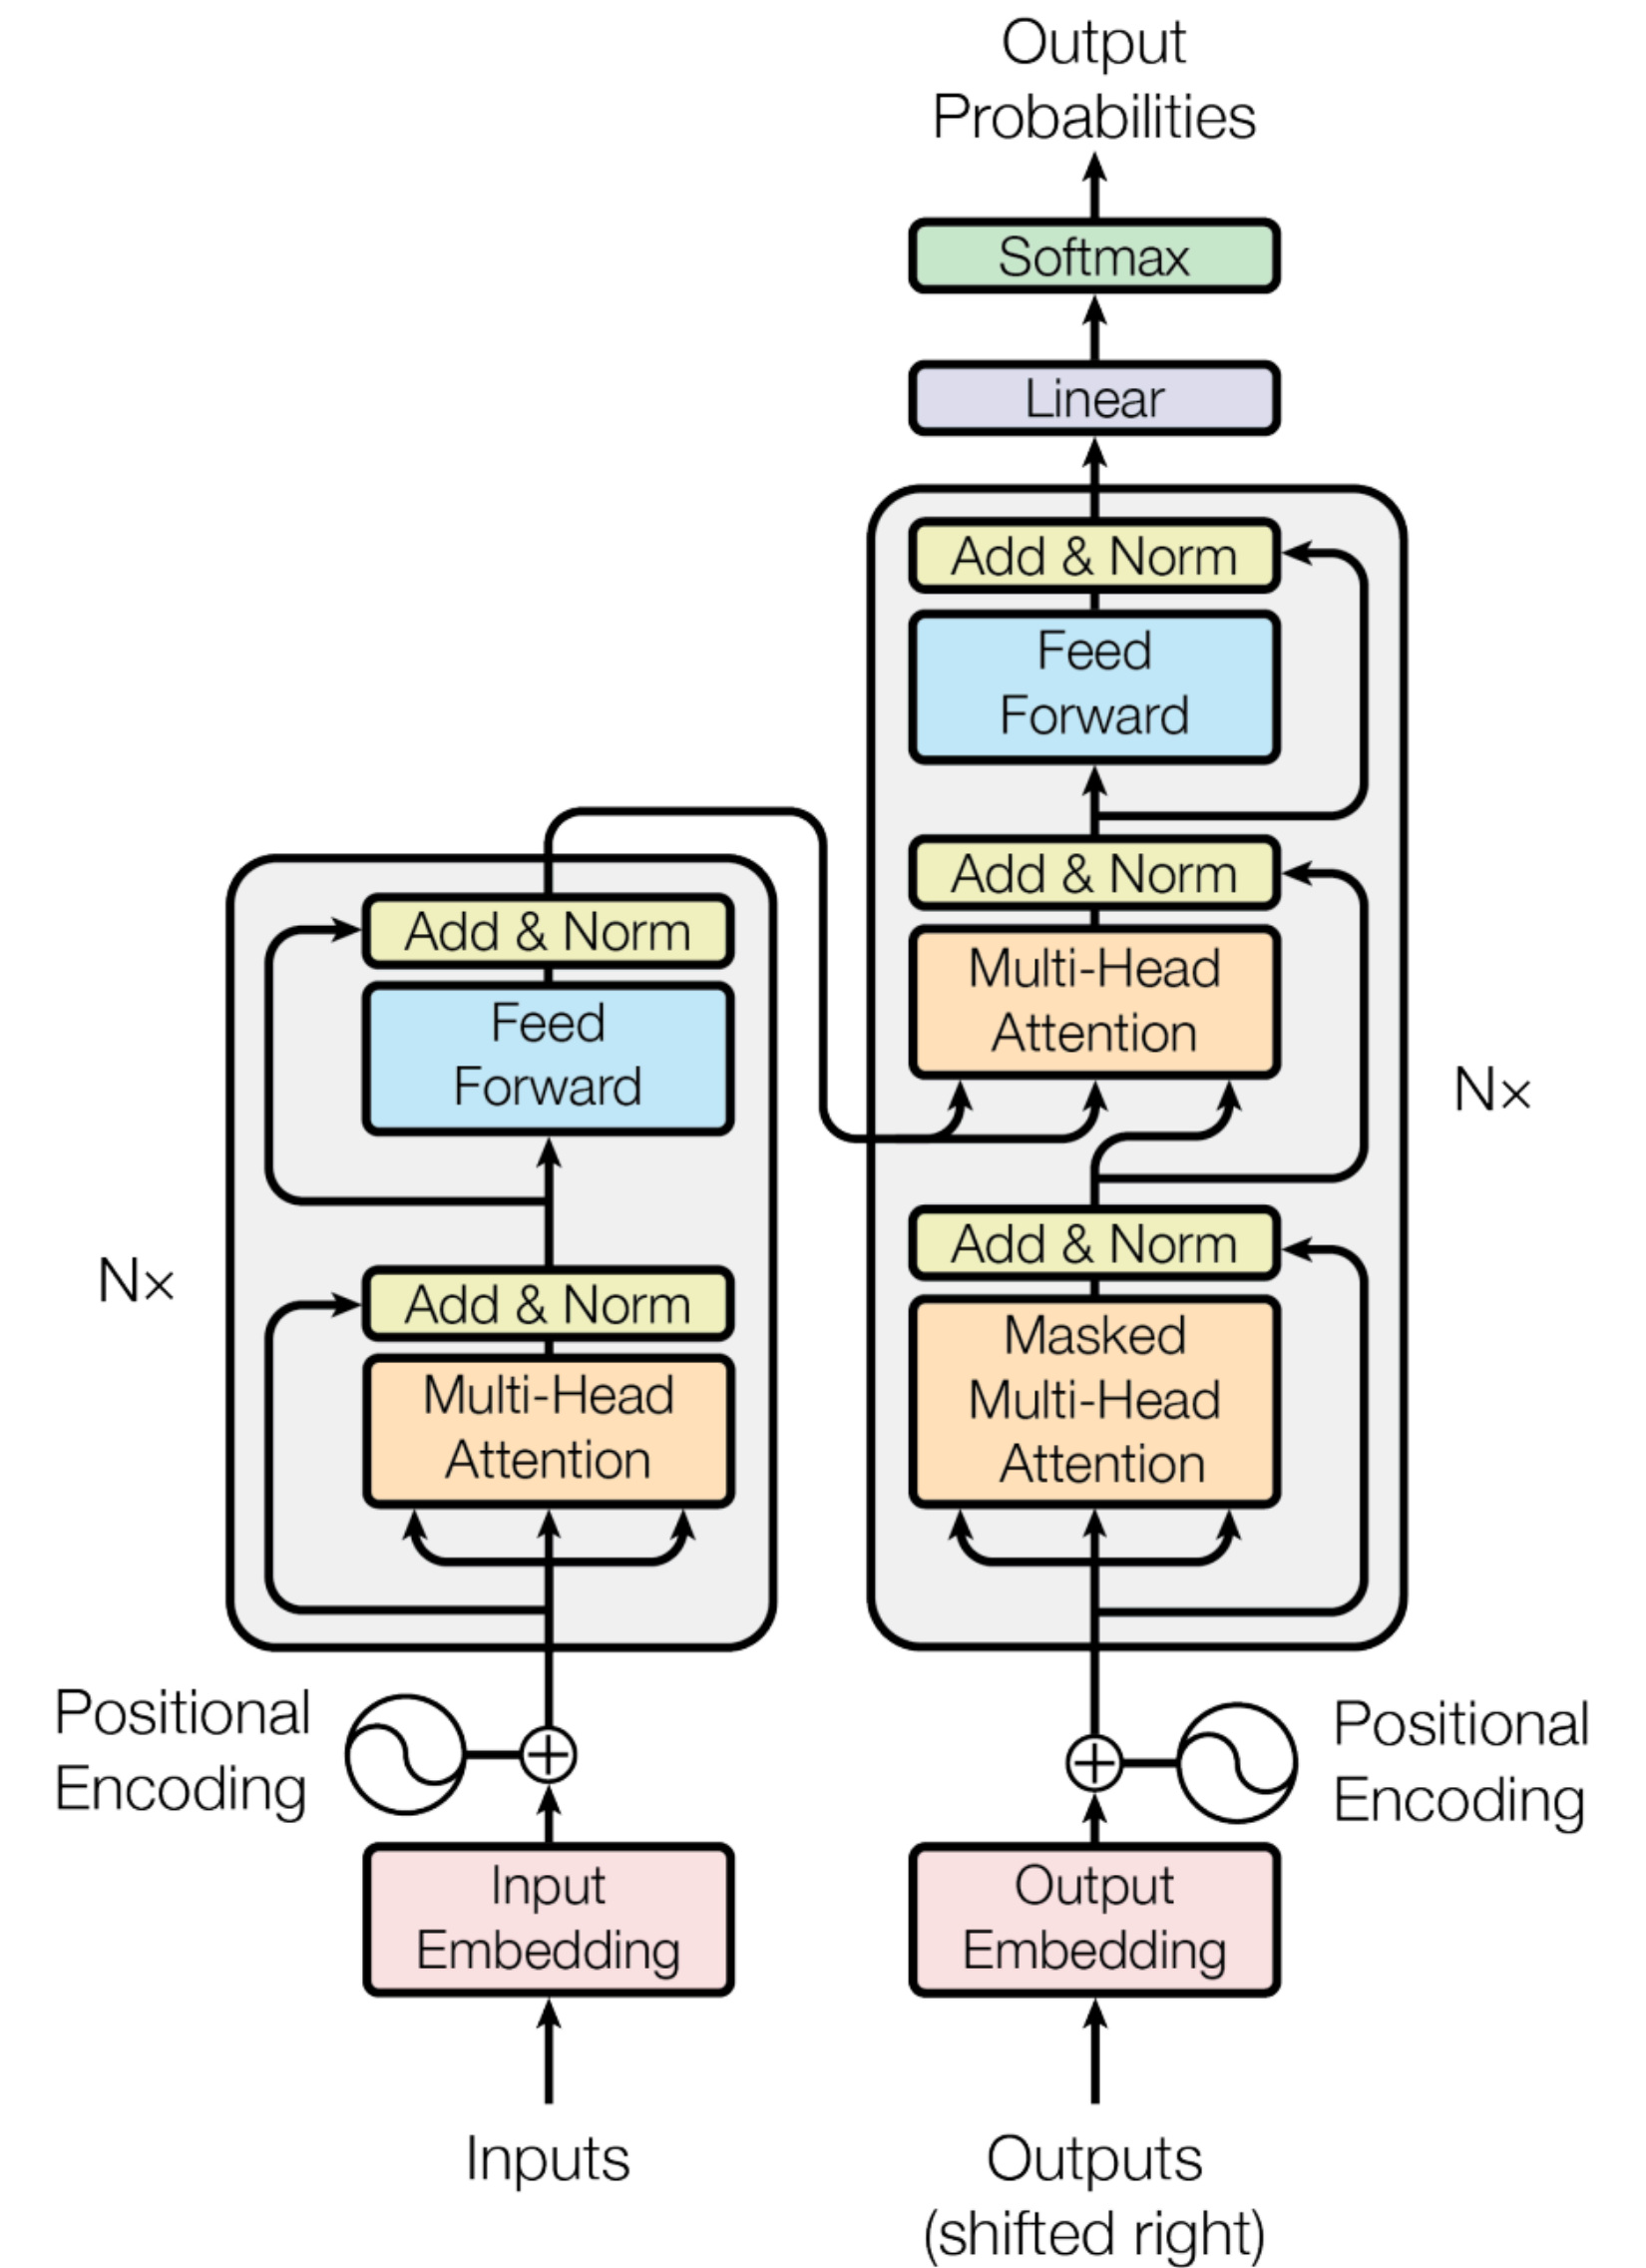 Output
Probabilities
Softmax
Linear
Add & Norm
Feed
Forward
Add & Norm
Multi-Head
Attention
Add & Norm
Masked
Multi-Head
Attention
N×
Add & Norm
Feed
Forward
Add & Norm
Multi-Head
Attention
N×
Positional
Encoding
Positional
Encoding
Input
Embedding
Output
Embedding
Inputs
Outputs
(shifted right)